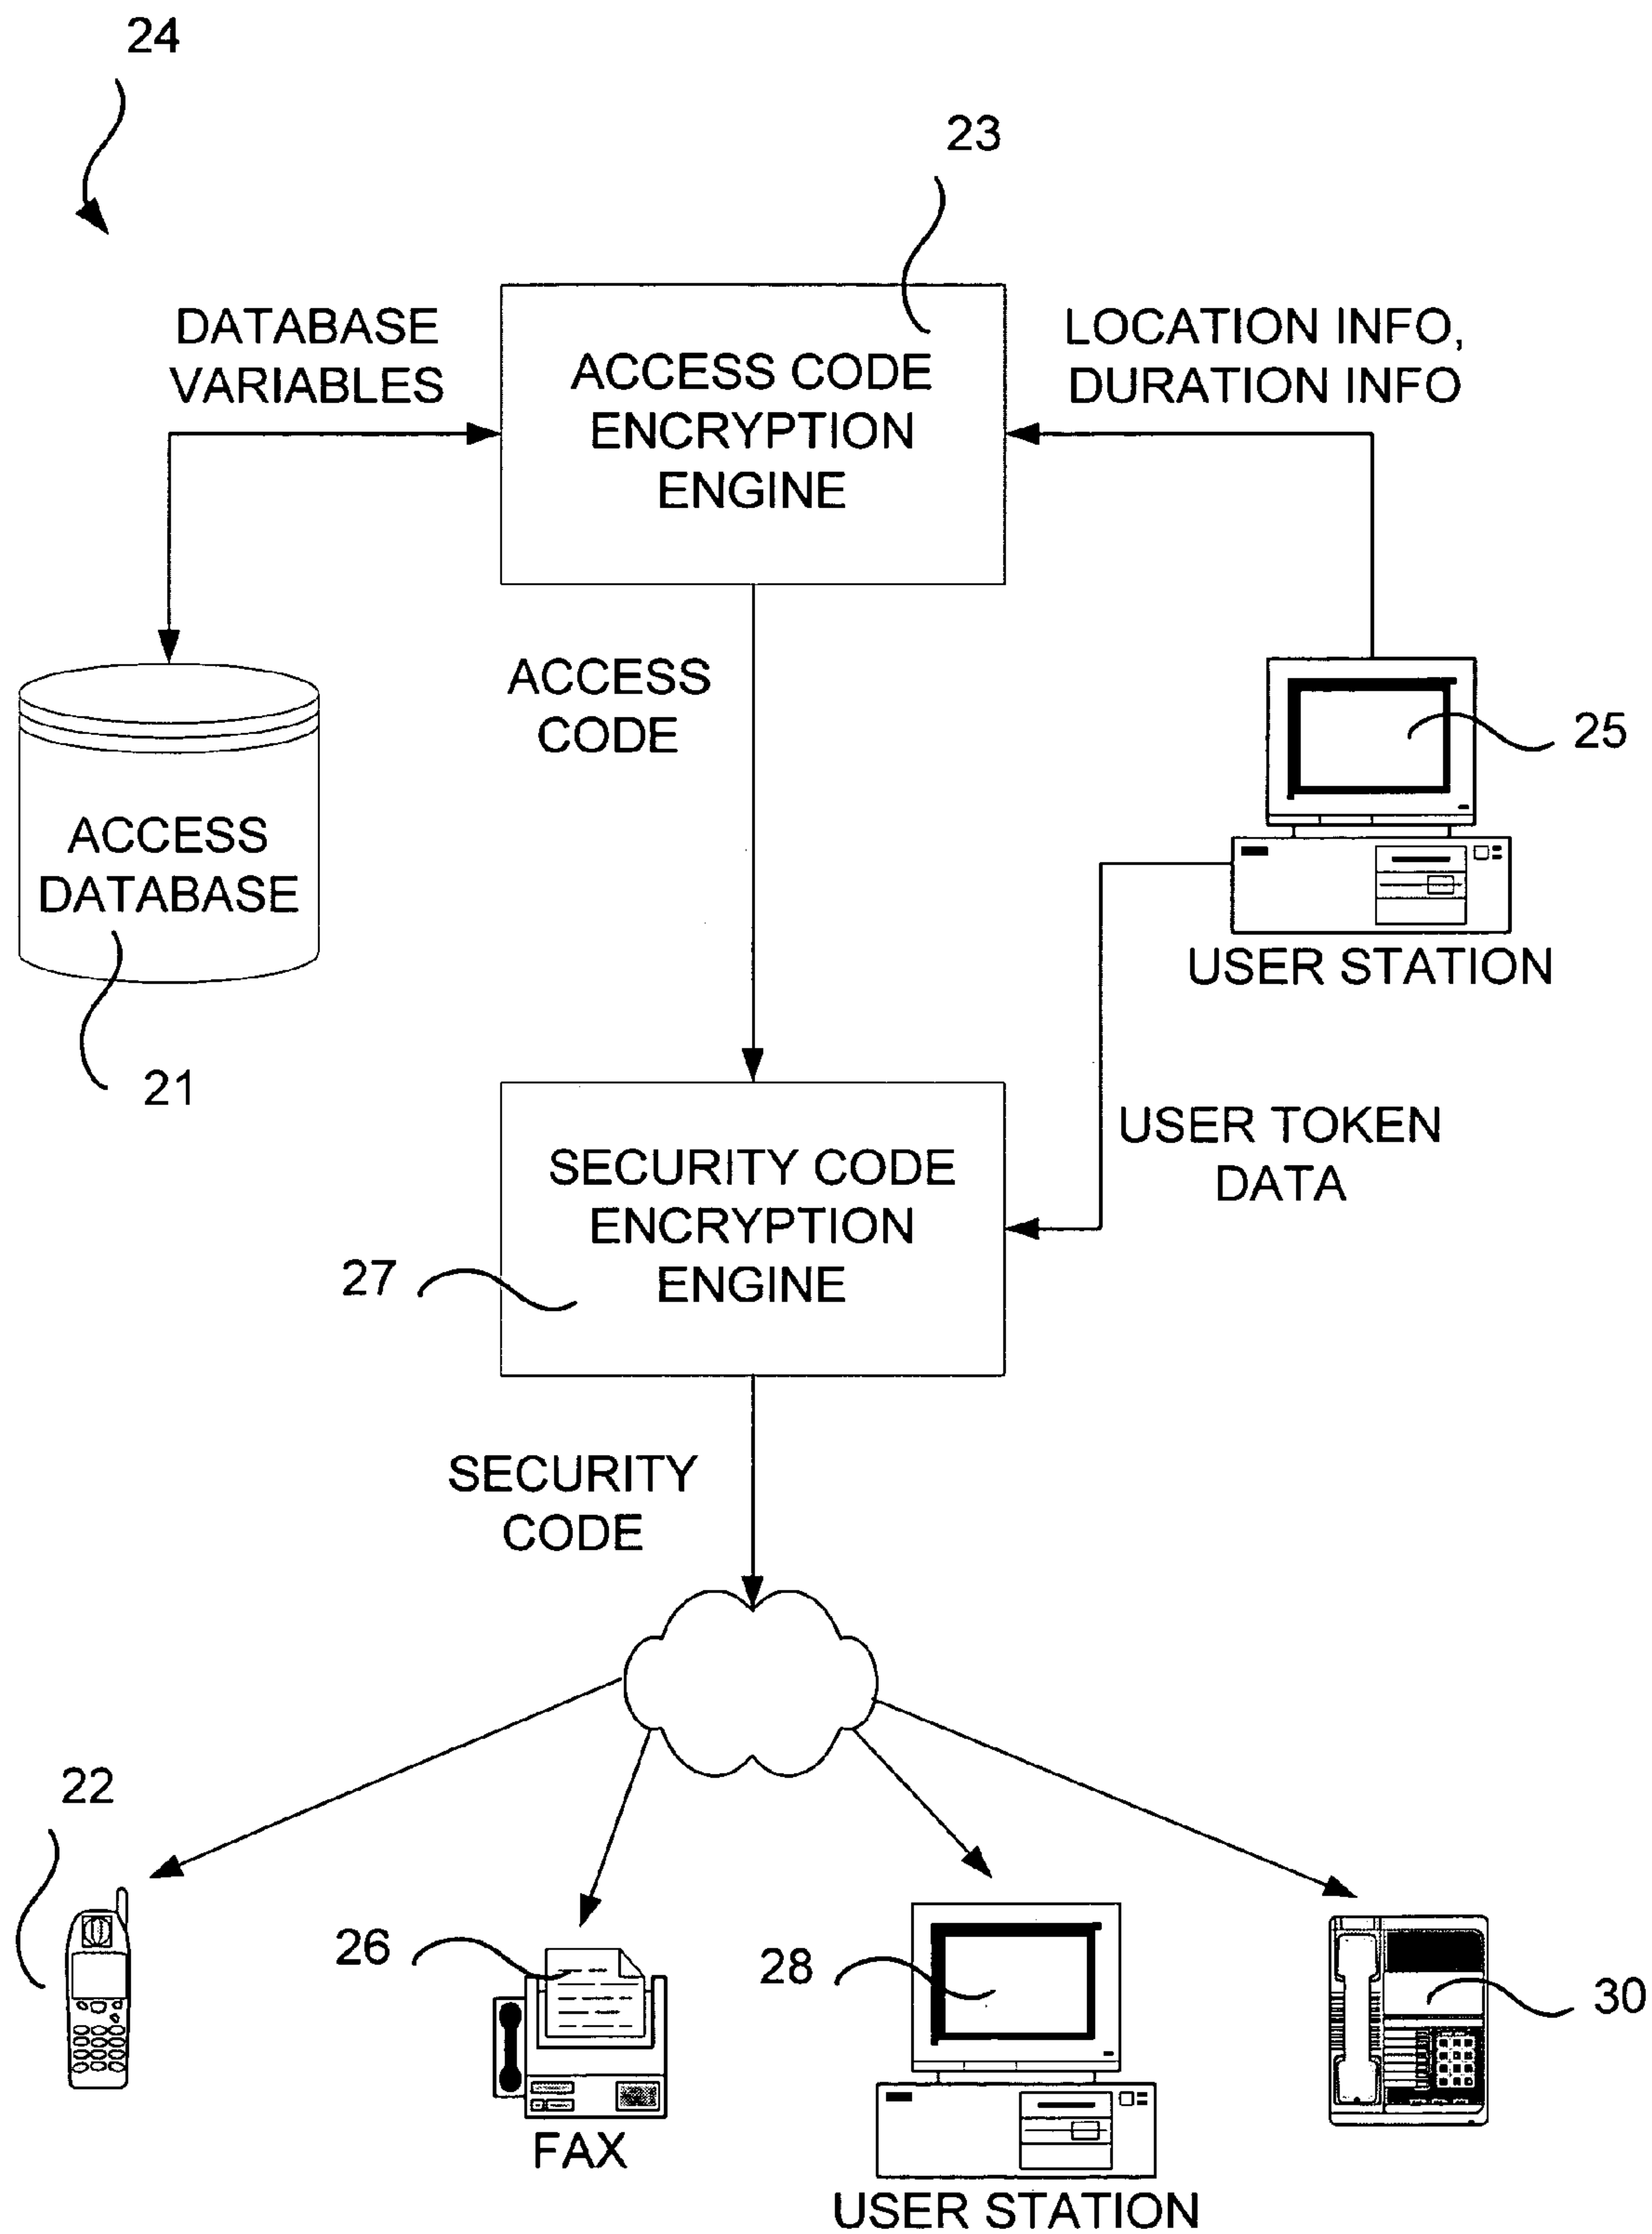 24
23
DATABASE
VARIABLES
ACCESS CODE
ENCRYPTION
ENGINE
LOCATION INFO,
DURATION INFO
ACCESS
CODE
25
ACCESS
DATABASE
USER STATION
21
USER TOKEN
DATA
SECURITY CODE
ENCRYPTION
ENGINE
27
SECURITY
CODE
22
26
28
30
FAX
USER STATION